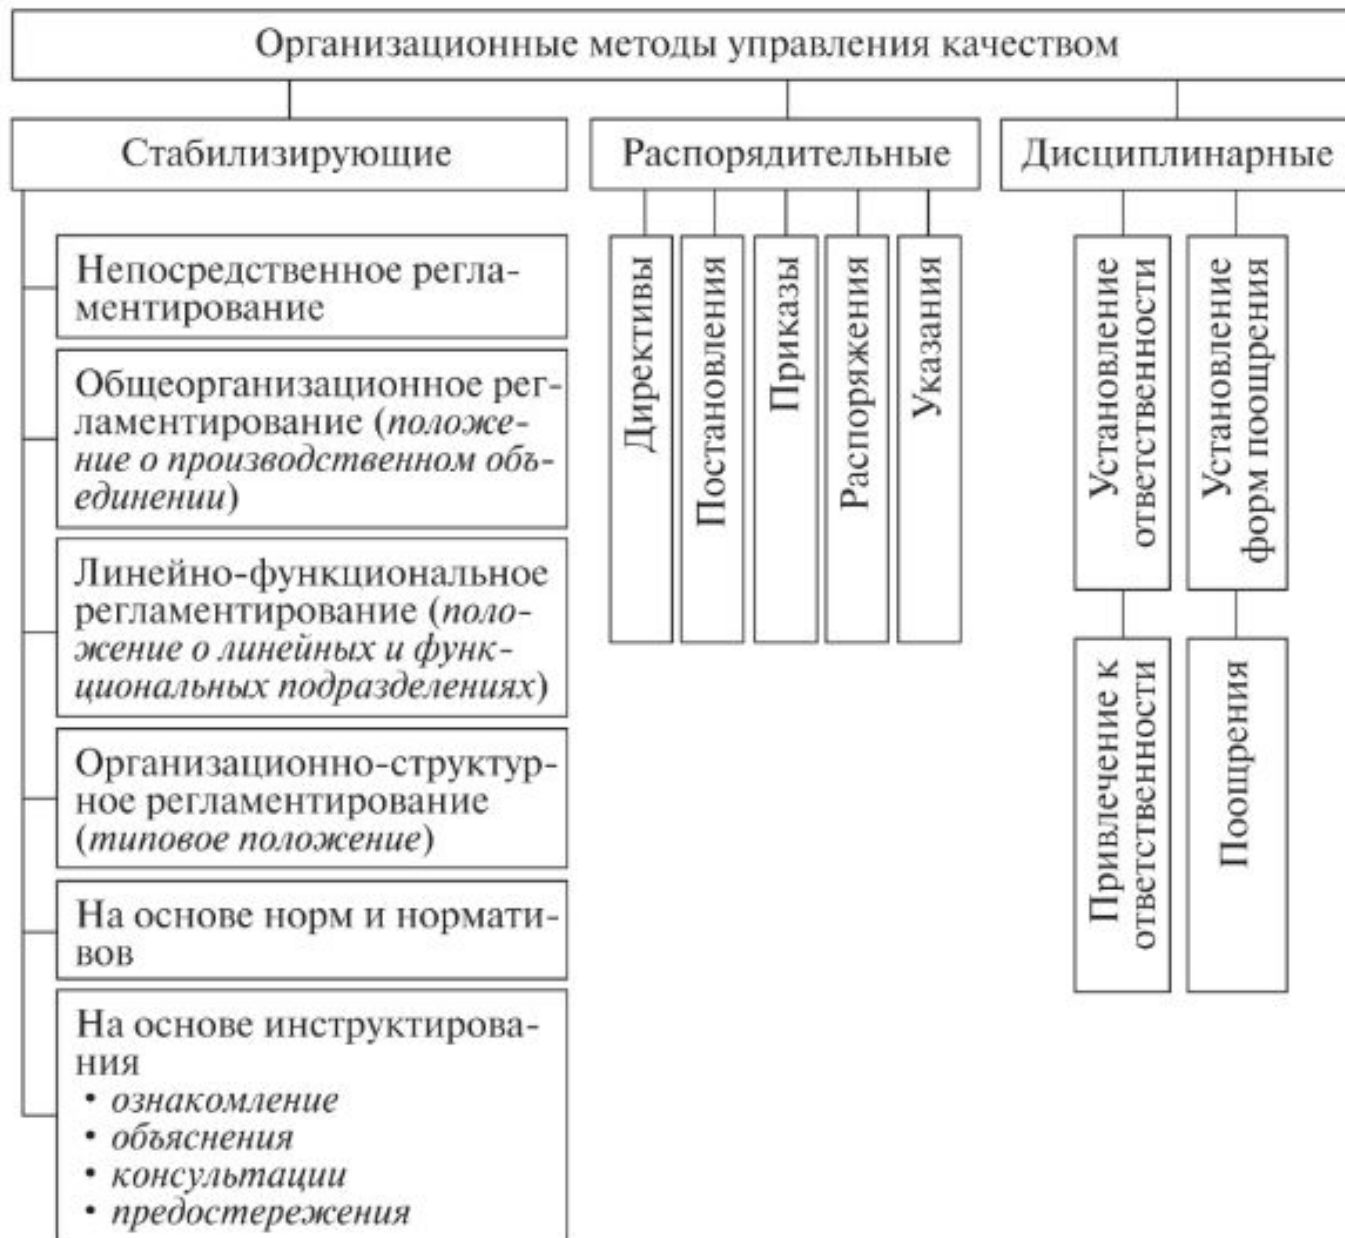 Организационные методы управления качеством
Стабилизирующие
Непосредственное регла-
ментирование
Общеорганизационное рег-
ламентирование (положе-
ние о производственном объ-
единении)
Линейно-функциональное
регламентирование (поло-
жение о линейных и функ-
циональных подразделениях)
Организационно-структур-
ное регламентирование
(типовое положение)
На основе норм и нормати-
вов
На основе инструктирова-
ния
• ознакомление
• объяснения
• консультации
• предостережения
Распорядительные
Директивы
Постановления
Приказы
Распоряжения
Указания
Дисциплинарные
Установление
ответственности
Привлечение к
ответственности
Установление
форм поощрения
Поощрения